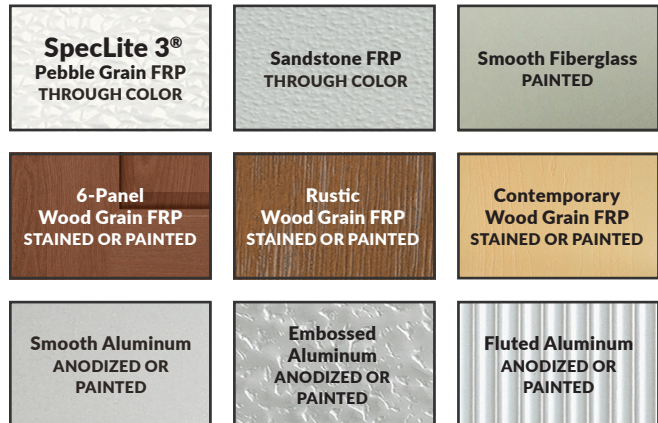 SpecLite 3®
Pebble Grain FRP
THROUGH COLOR
Sandstone FRP
THROUGH COLOR
Smooth Fiberglass
PAINTED
6-Panel
Wood Grain FRP
STAINED OR PAINTED
Rustic
Wood Grain FRP
STAINED OR PAINTED
Contemporary
Wood Grain FRP
STAINED OR PAINTED
Smooth Aluminum
ANODIZED OR
PAINTED
Embossed
Aluminum
ANODIZED OR
PAINTED
Fluted Aluminum
ANODIZED OR
PAINTED